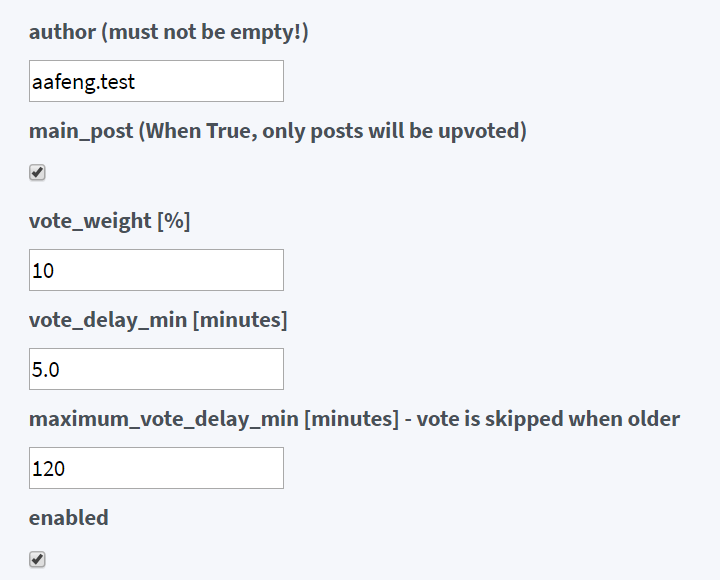 author (must not be empty!)
aafeng.test
main_post (When True, only posts will be upvoted)
vote_weight [%]
10
vote_delay_min [minutes]
5.0
maximum_vote_delay_min [minutes] - vote is skipped when older
120
enabled